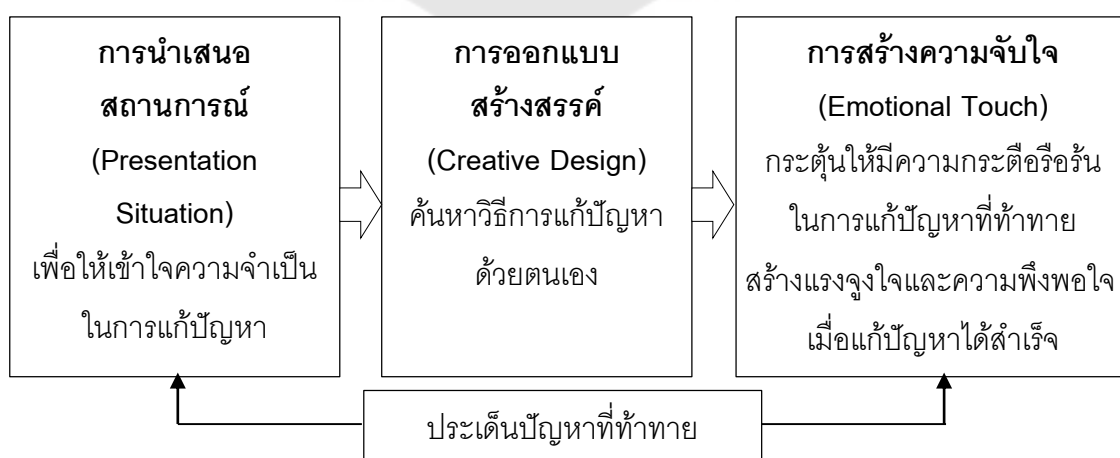 การนำเสนอ
สถานการณ์
(Presentation
Situation)
เพื่อให้เข้าใจความจำเป็น
ในการแก้ปัญหา
การออกแบบ
สร้างสรรค์
(Creative Design)
ค้นหาวิธีการแก้ปัญหา
ด้วยตนเอง
การสร้างความจับใจ
(Emotional Touch)
กระตุ้นให้มีความกระตือรือร้น
ในการแก้ปัญหาที่ท้าทาย
สร้างแรงจูงใจและความพึงพอใจ
เมื่อแก้ปัญหาได้สำเร็จ
ประเด็นปัญหาที่ท้าทาย